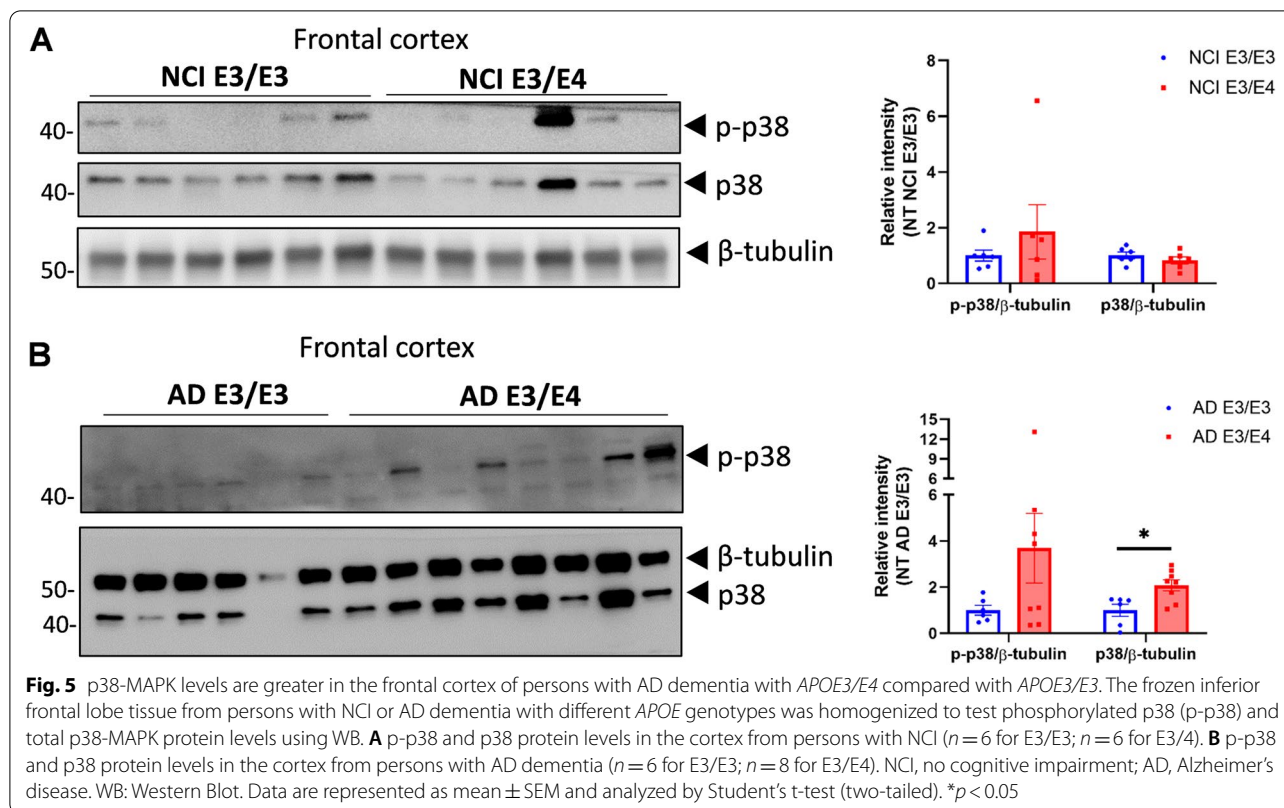 A
Frontal cortex
NCI E3/E3 NCI E3/E4
40-
◀ p-p38
40-
◀ p38
50-
◀ β-tubulin
Relative intensity
(NT NCI E3/E3)
8
6
4
2
0
p-p38/β-tubulin p38/β-tubulin
NCI E3/E3
NCI E3/E4
B
Frontal cortex
AD E3/E3 AD E3/E4
40-
◀ p-p38
50-
◀ β-tubulin
40-
◀ p38
Relative intensity
(NT AD E3/E3)
15
12
9
6
6
4
2
0
*
p-p38/β-tubulin p38/β-tubulin
AD E3/E3
AD E3/E4
Fig. 5 p38-MAPK levels are greater in the frontal cortex of persons with AD dementia with APOE3/E4 compared with APOE3/E3. The frozen inferior
frontal lobe tissue from persons with NCI or AD dementia with different APOE genotypes was homogenized to test phosphorylated p38 (p-p38) and
total p38-MAPK protein levels using WB. A p-p38 and p38 protein levels in the cortex from persons with NCI (n = 6 for E3/E3; n = 6 for E3/4). B p-p38
and p38 protein levels in the cortex from persons with AD dementia (n = 6 for E3/E3; n = 8 for E3/E4). NCI, no cognitive impairment; AD, Alzheimer's
disease. WB: Western Blot. Data are represented as mean ± SEM and analyzed by Student's t-test (two-tailed). *p < 0.05